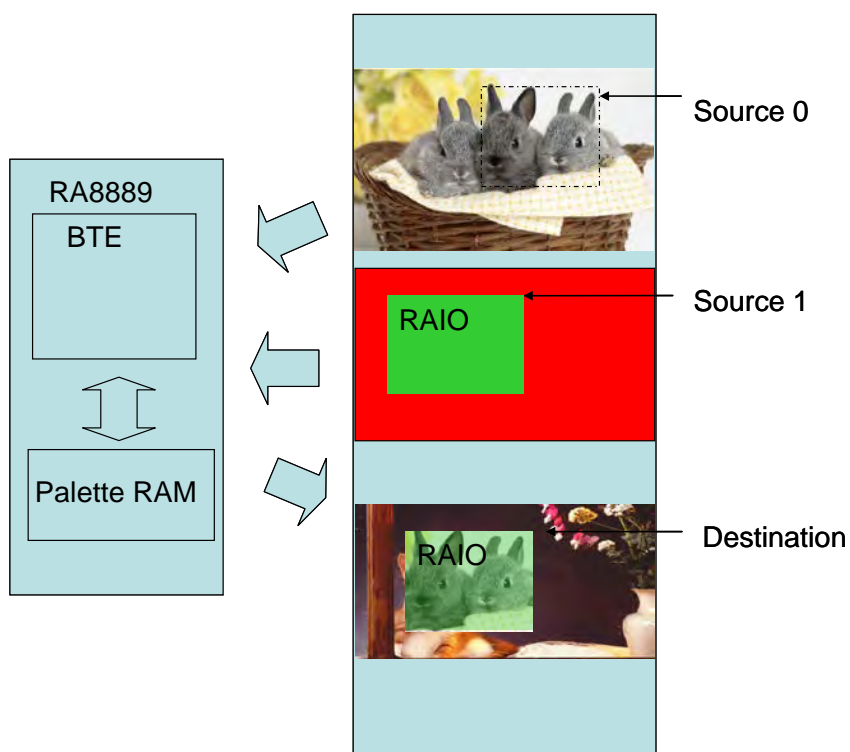 RA8889
BTE
Palette RAM
Source 0
RAIO
Source 1
RAIO
Destination